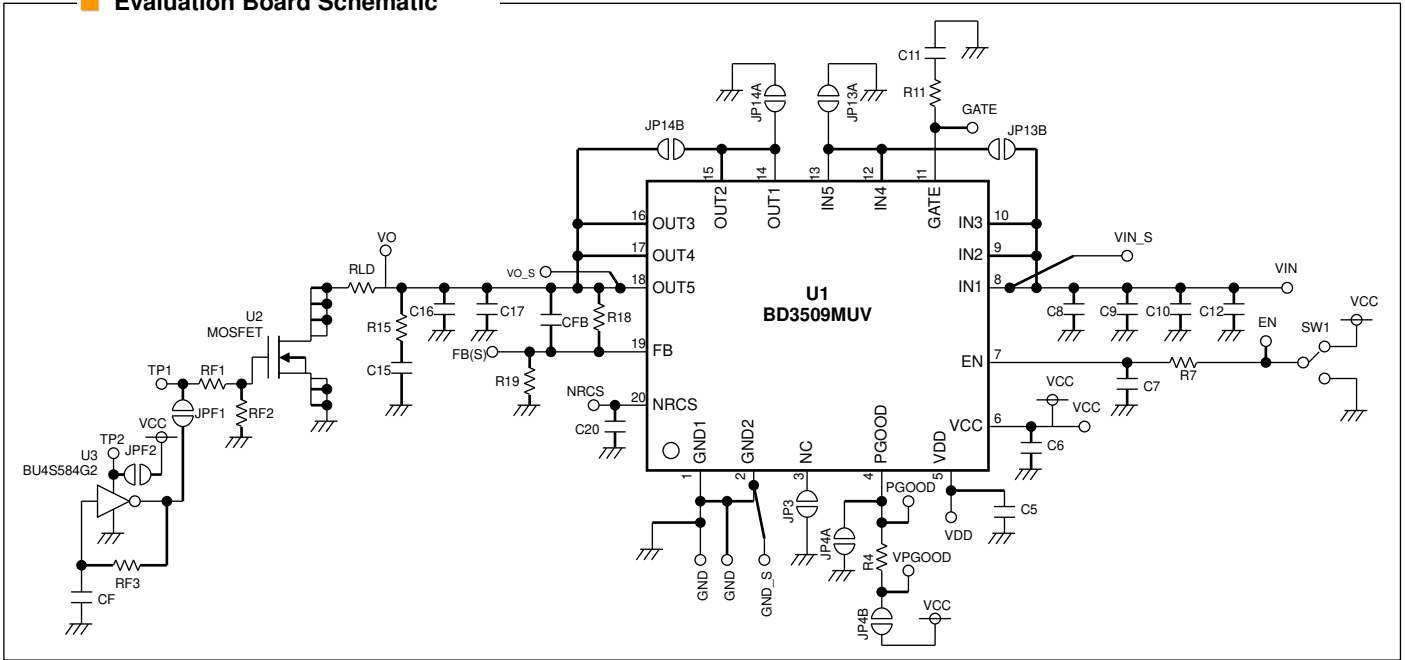 ■ Evaluation Board Schematic
C11
R11
GATE
JP14A
JP13A
JP14B
JP13B
15
14
13
12
11
OUT2
OUT1
IN5
IN4
GATE
16
OUT3
IN3
10
17
OUT4
IN2
9
18
OUT5
IN1
8
VO
VO_S
RLD
VIN_S
VIN
U1
BD3509MUV
U2
MOSFET
R15
C16
C17
CFB
R18
C8
C9
C10
C12
VCC
EN
SW1
FB(S)
19
FB
EN
7
TP1
RF1
C15
R19
C7
R7
RF2
JPF1
NRCS
20
NRCS
VCC
6
VCC
VCC
C20
C6
VCC
TP2
JPF2
U3
BU4S584G2
GND1
GND2
NC
PGOOD
VDD
1
2
3
4
5
PGOOD
C5
JP3
VDD
JP4A
R4
VPGOOD
RF3
CF
GND
GND
GND_S
JP4B
VCC